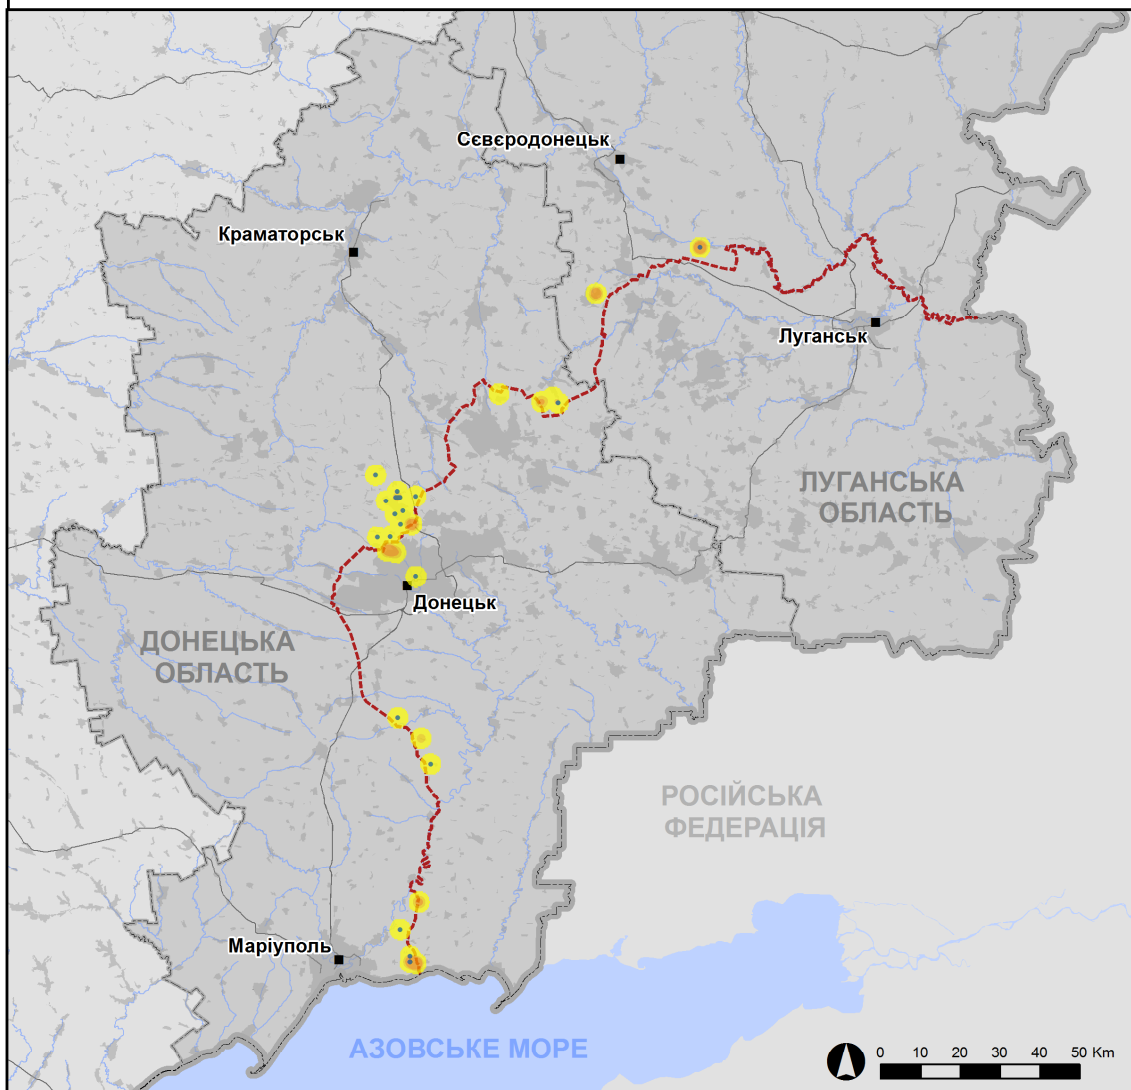 Сєвєродонецьк
Краматорськ
Луганськ
ЛУГАНСЬКА
ОБЛАСТЬ
Донецьк
ДОНЕЦЬКА
ОБЛАСТЬ
РОСІЙСЬКА
ФЕДЕРАЦІЯ
Маріуполь
АЗОВСЬКЕ МОРЕ
0 10 20 30 40 50 Km